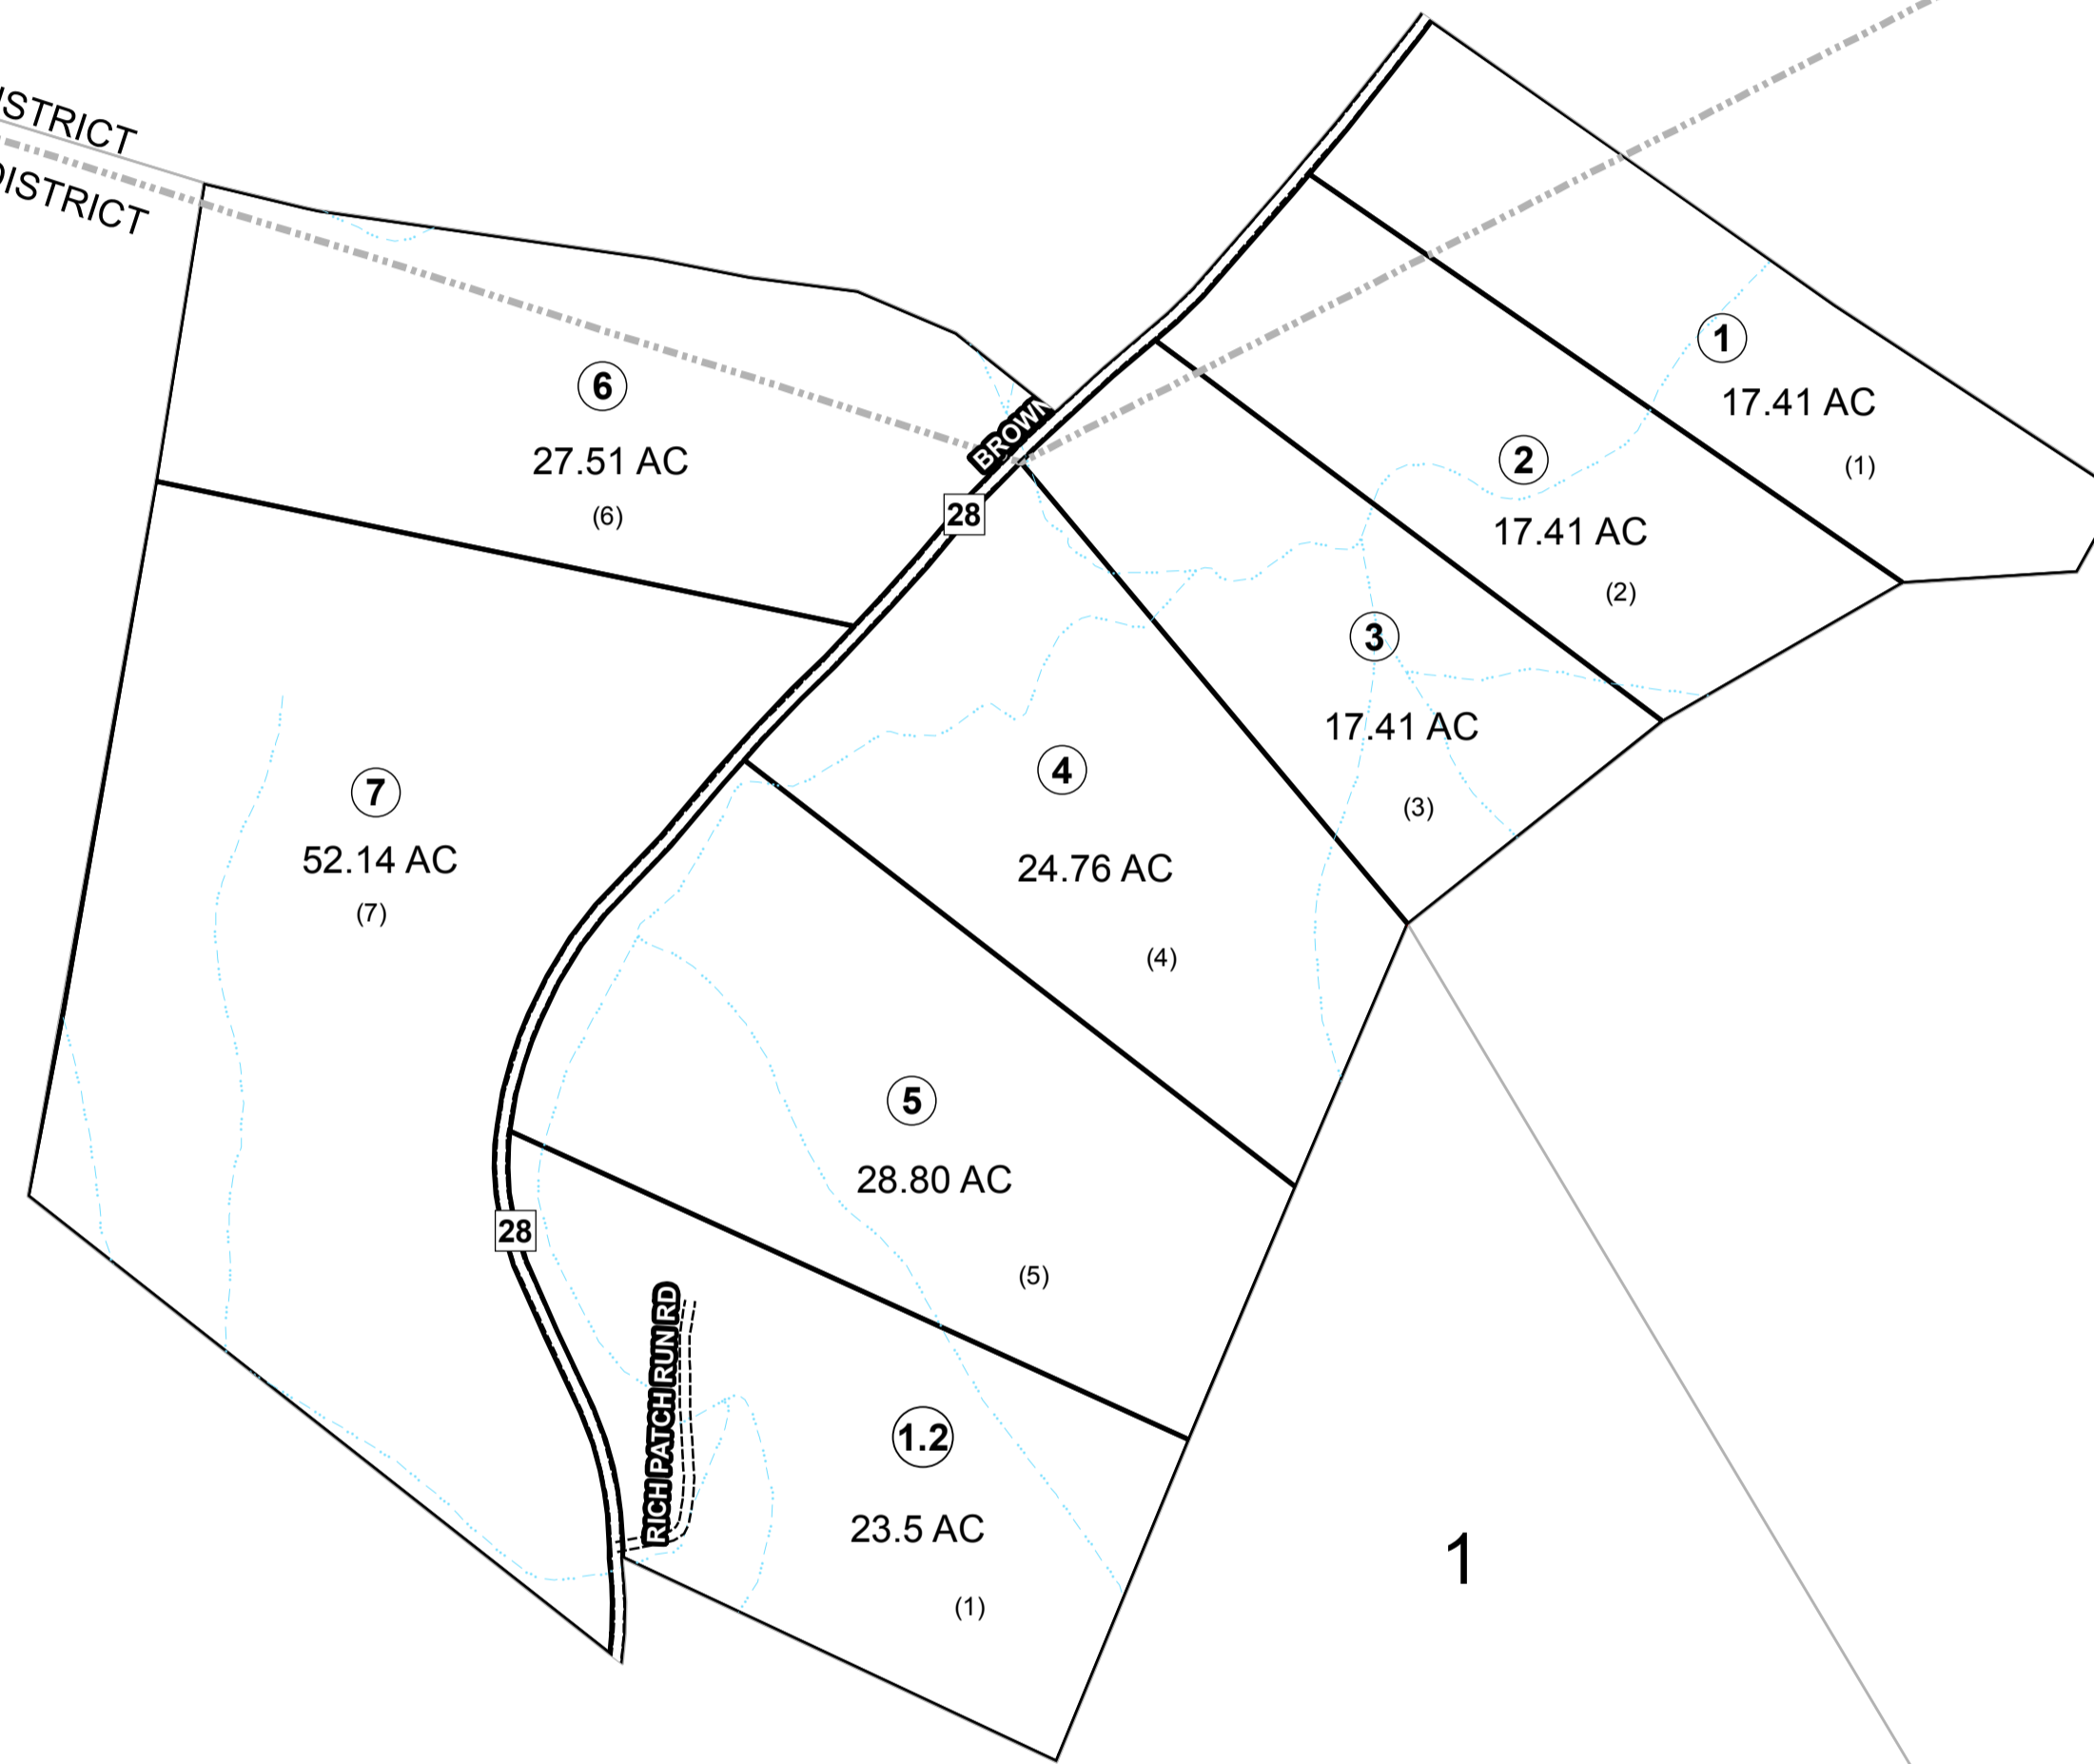 ISTRICT
DISTRICT
1
17.41 AC
(1)
6
27.51 AC
(6)
BROWN
28
2
17.41 AC
(2)
3
17.41 AC
(3)
4
24.76 AC
(4)
7
52.14 AC
(7)
5
28.80 AC
(5)
28
RICH PATCH RUN RD
1.2
23.5 AC
(1)
1